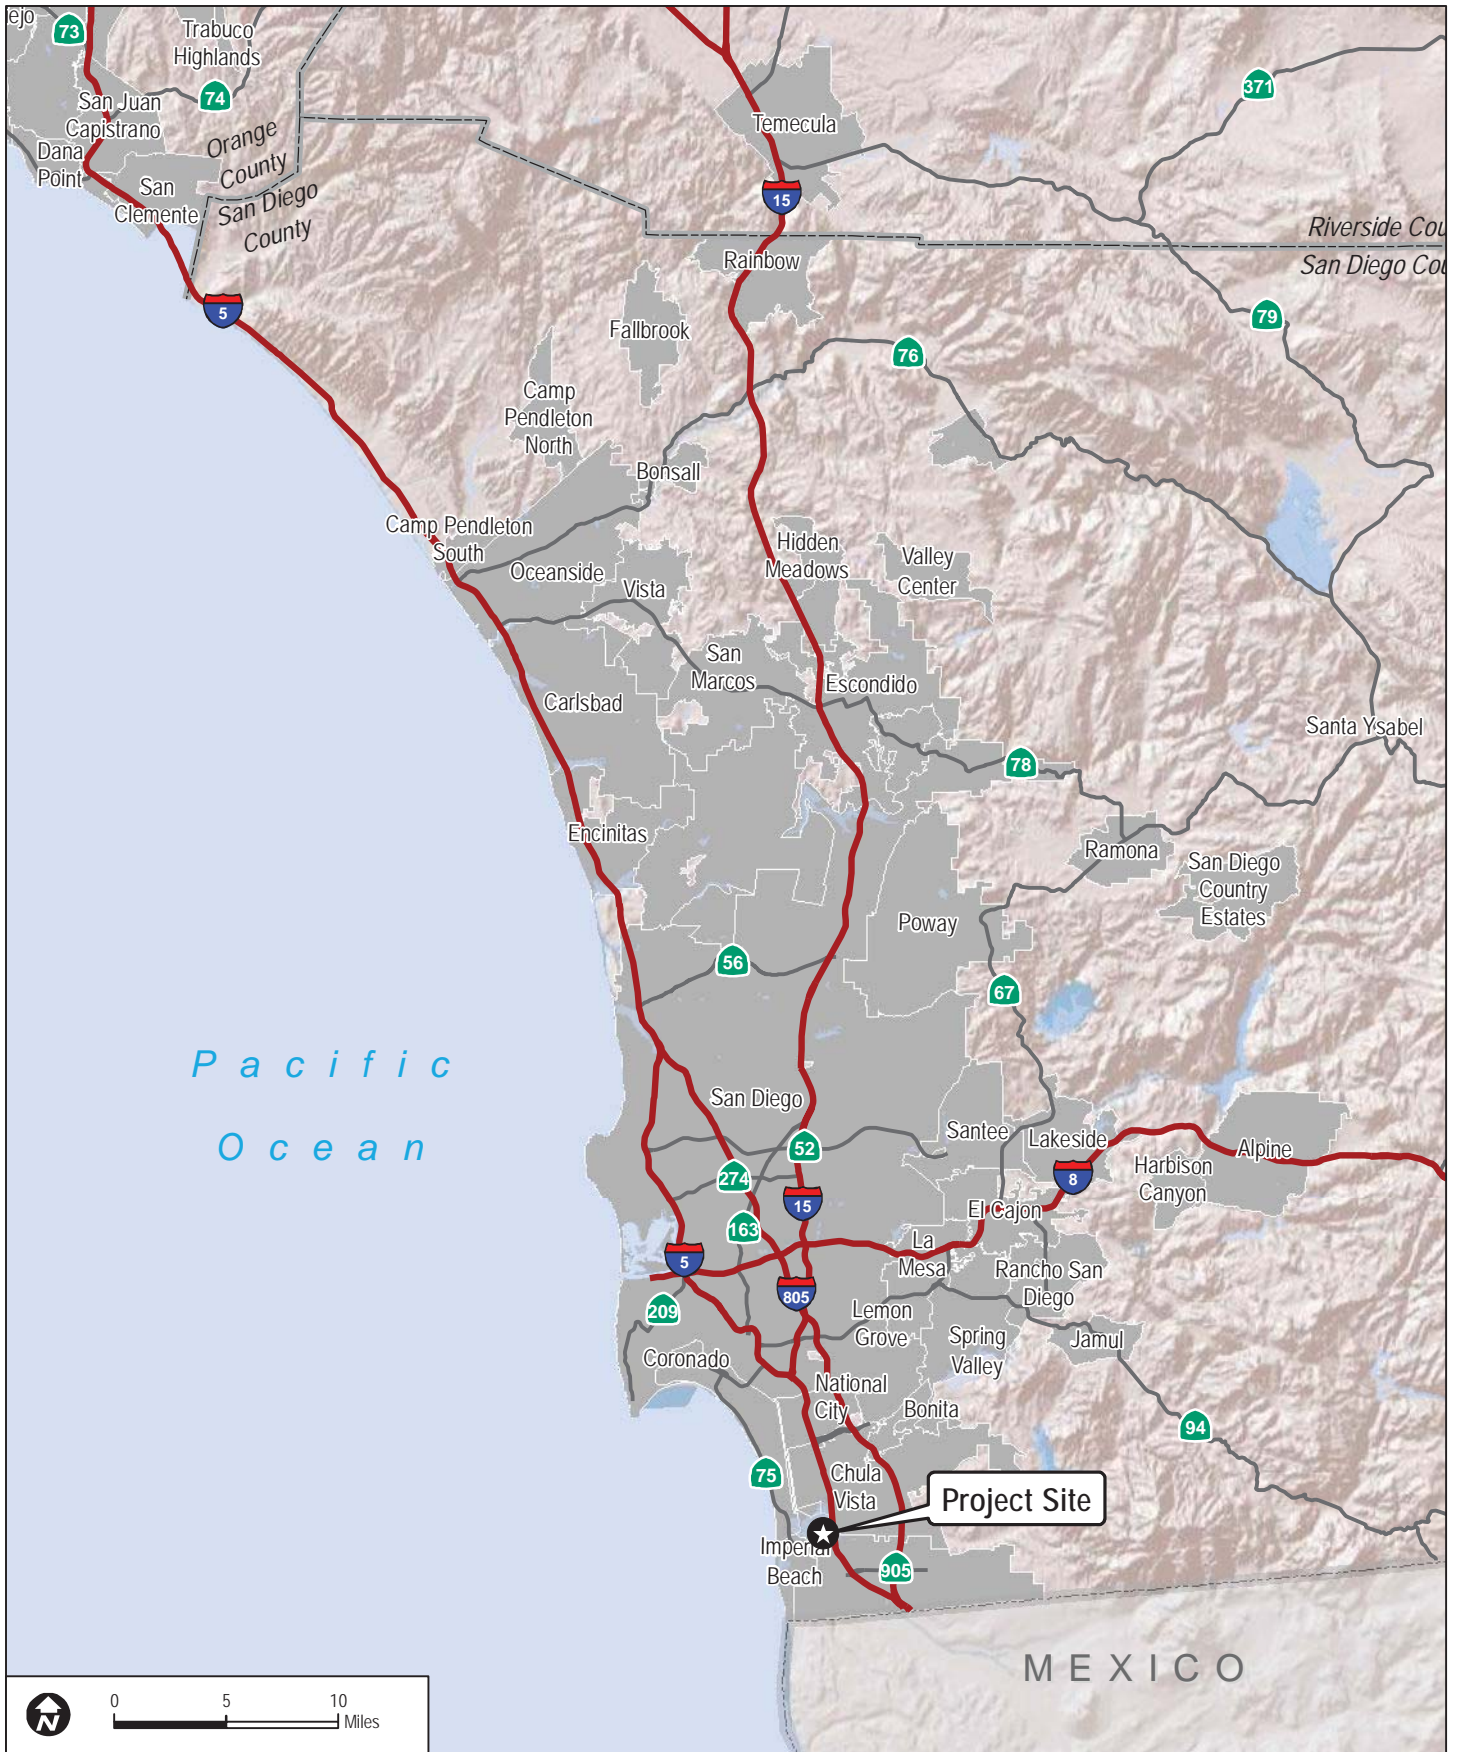 ejo
73
Trabuco
Highlands
74
San Juan
Capistrano
Dana
Point
San
Clemente
Orange
County
San Diego
County
5
371
Temecula
15
Riverside Cou
San Diego Cou
Rainbow
79
76
Fallbrook
Camp
Pendleton
North
Bonsall
Camp Pendleton
South
Oceanside
Vista
Hidden
Meadows
Valley
Center
San
Marcos
Escondido
Carlsbad
Santa Ysabel
78
Encinitas
Ramona
San Diego
Country
Estates
Poway
56
67
Pacific
Ocean
San Diego
52
Santee
Lakeside
8
Harbison
Canyon
Alpine
274
15
163
El Cajon
La
Mesa
5
Rancho San
Diego
805
209
Lemon
Grove
Spring
Valley
Jamul
Coronado
National
City
Bonita
94
75
Chula
Vista
Project Site
Imperial
Beach
905
MEXICO
N
0 5 10
Miles